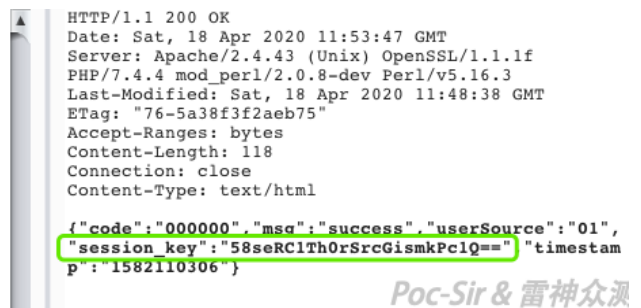 HTTP/1.1 200 OK
Date: Sat, 18 Apr 2020 11:53:47 GMT
Server: Apache/2.4.43 (Unix) OpenSSL/1.1.1f
PHP/7.4.4 mod_perl/2.0.8-dev Perl/v5.16.3
Last-Modified: Sat, 18 Apr 2020 11:48:38 GMT
ETag: "76-5a38f3f2aeb75"
Accept-Ranges: bytes
Content-Length: 118
Connection: close
Content-Type: text/html
{"code":"000000","msg":"success","userSource":"01",
"session_key":"58seRClTh0rSrcGismkPclQ==" "timestam
p":"1582110306"}
Poc-Sir & 雷神众测